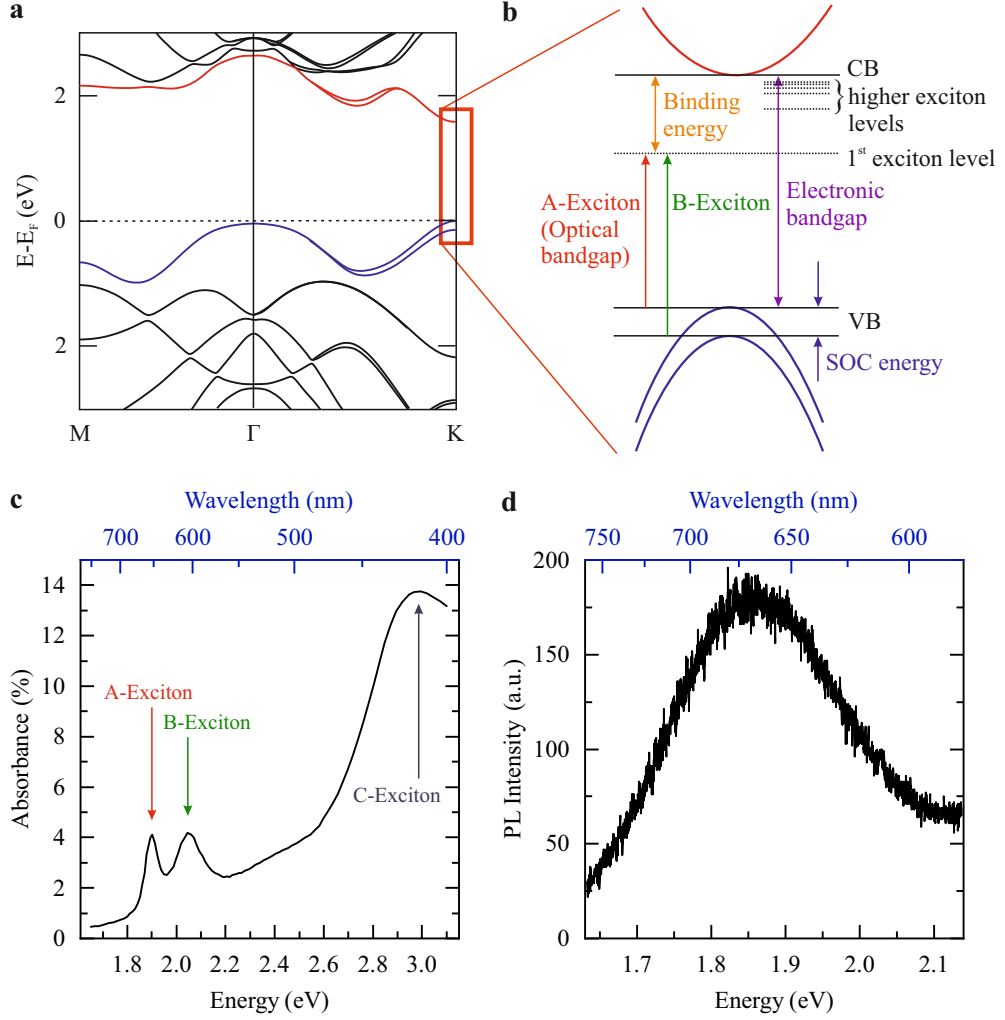 a
E-E_F (eV)
2
0
2
M
Γ
K
b
CB
Binding
energy
higher exciton
levels
1st exciton level
A-Exciton
(Optical
bandgap)
B-Exciton
Electronic
bandgap
VB
SOC energy
c
Wavelength (nm)
700 600 500 400
Absorbance (%)
14
12
10
8
6
4
2
0
A-Exciton
B-Exciton
C-Exciton
1.8 2.0 2.2 2.4 2.6 2.8 3.0
Energy (eV)
d
Wavelength (nm)
750 700 650 600
PL Intensity (a.u.)
200
150
100
50
0
1.7 1.8 1.9 2.0 2.1
Energy (eV)